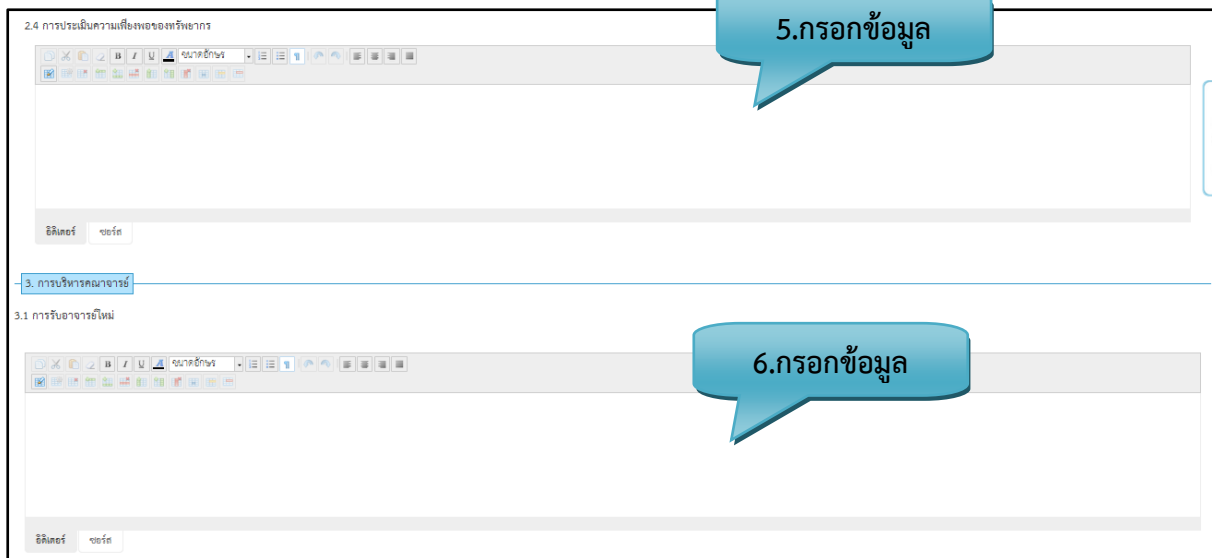 2.4 การประเมินความเพียงพอของทรัพยากร
5.กรอกข้อมูล
B I U A ขนาดอักษร
อีดิเตอร์ ซอร์ส
3. การบริหารคณาจารย์
3.1 การรับอาจารย์ใหม่
6.กรอกข้อมูล
B I U A ขนาดอักษร
อีดิเตอร์ ซอร์ส